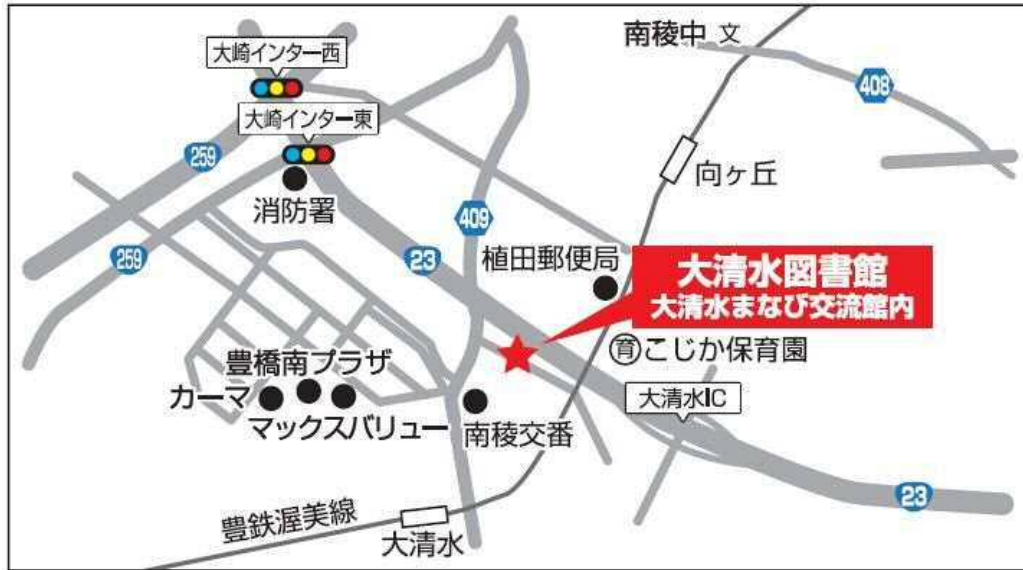 大崎インター西
南稜中 文
408
大崎インター東
259
消防署
向ヶ丘
409
259
23
植田郵便局
大清水図書館
大清水まなび交流館内
育こじか保育園
豊橋南プラザ
カーマ
大清水IC
マックスバリュー
南稜交番
23
豊鉄渥美線
大清水